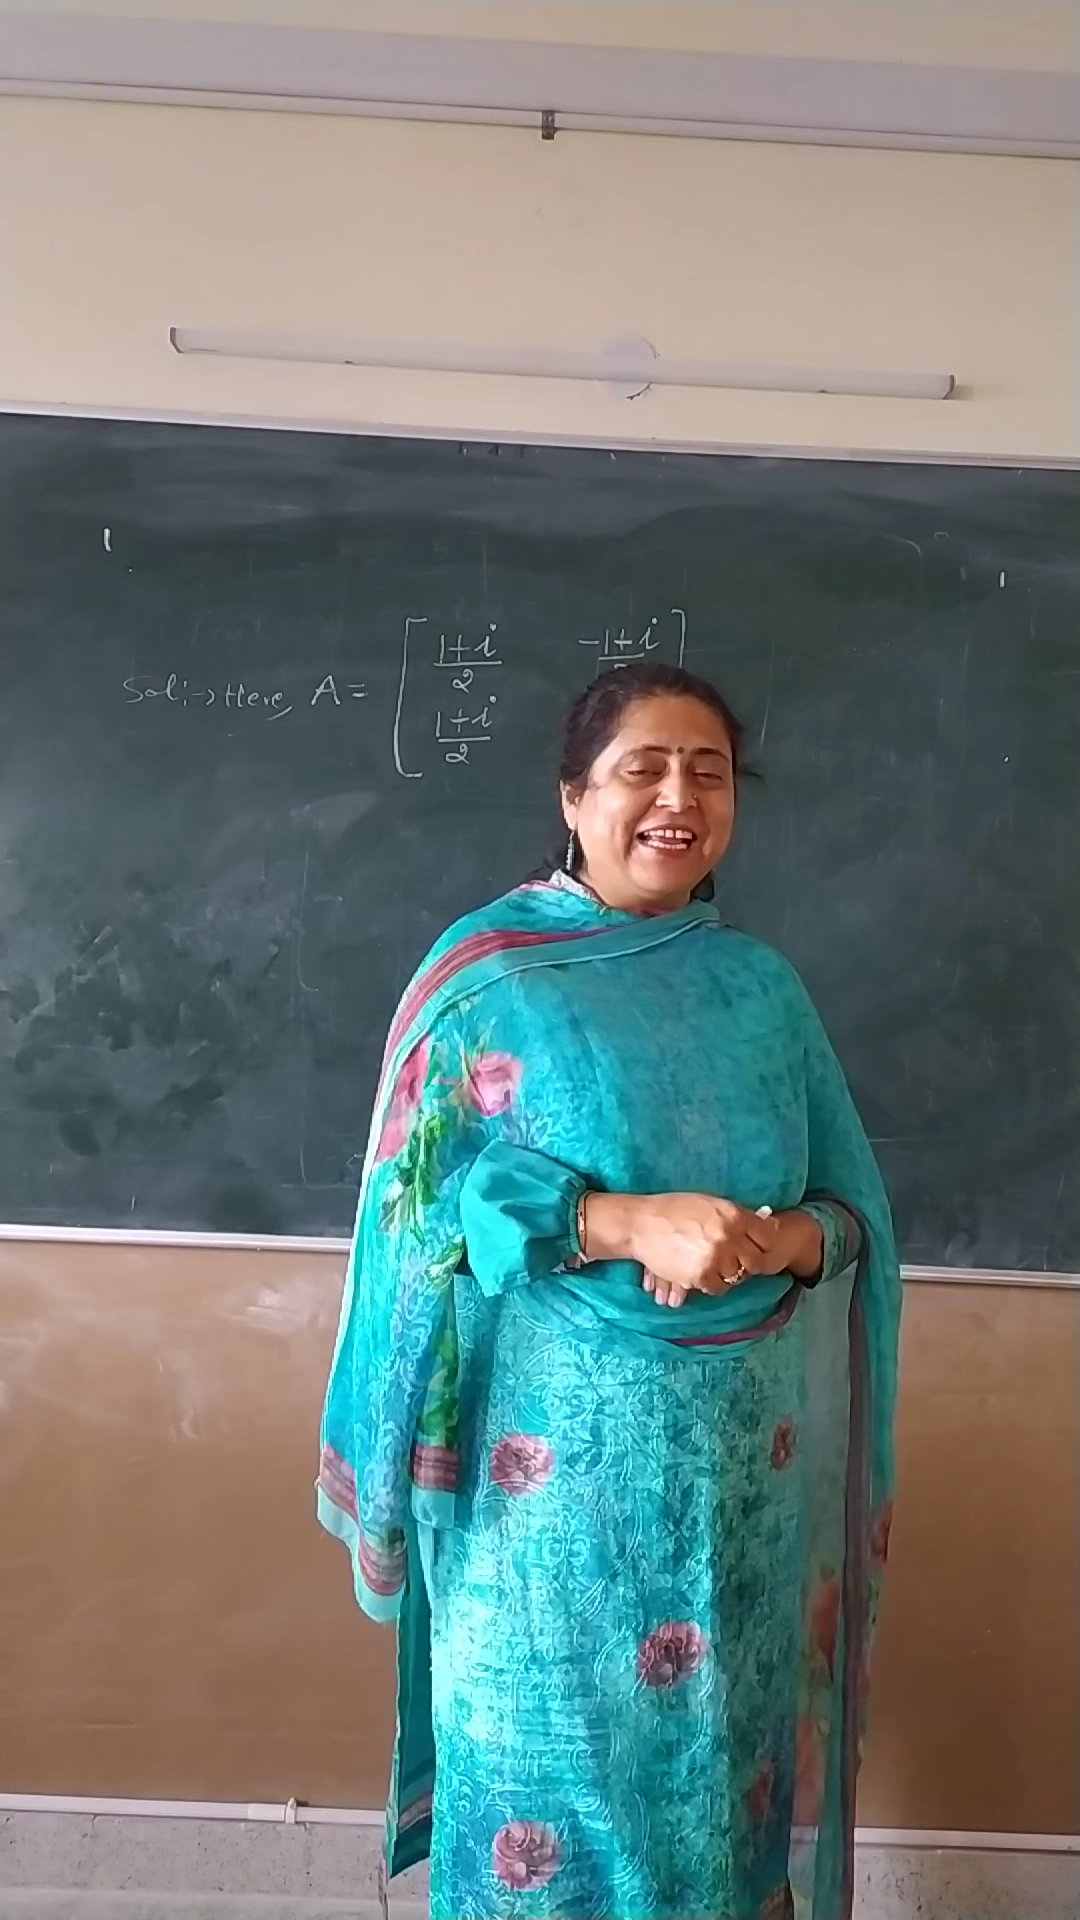 Sol:→ Here, A = [ (1+i)/2  (-1+i)/
(1+i)/2